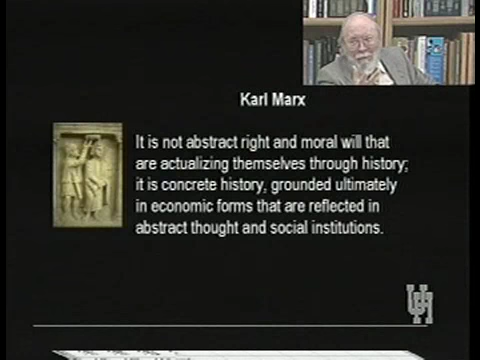 Karl Marx
It is not abstract right and moral will that
are actualizing themselves through history;
it is concrete history, grounded ultimately
in economic forms that are reflected in
abstract thought and social institutions.
UH